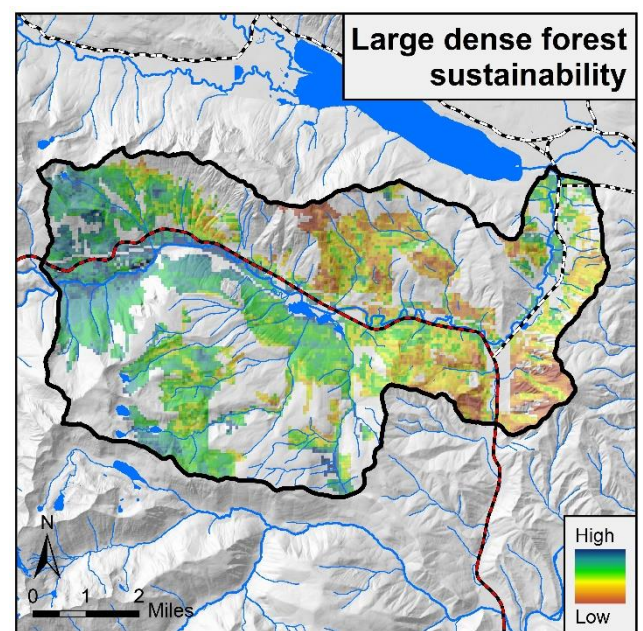 Large dense forest
sustainability
N
0 1 2
Miles
High
Low